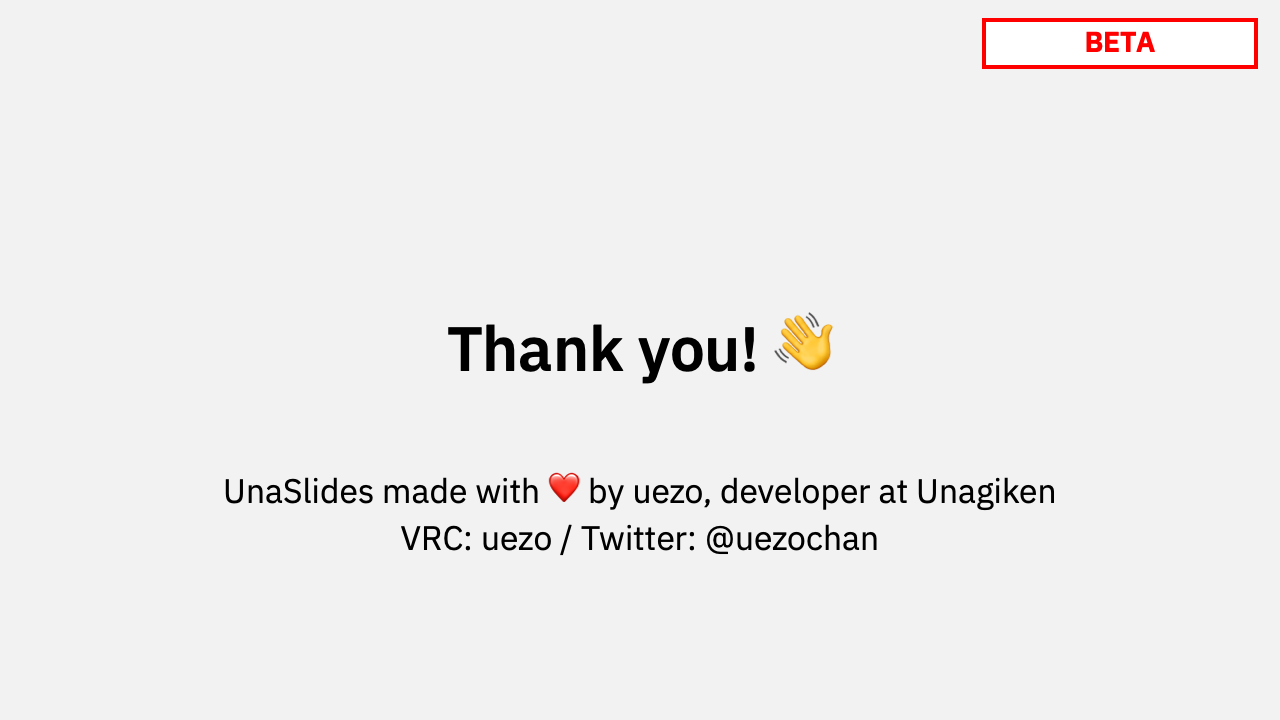 BETA
Thank you! 👋
UnaSlides made with ❤️ by uezo, developer at Unagiken
VRC: uezo / Twitter: @uezochan